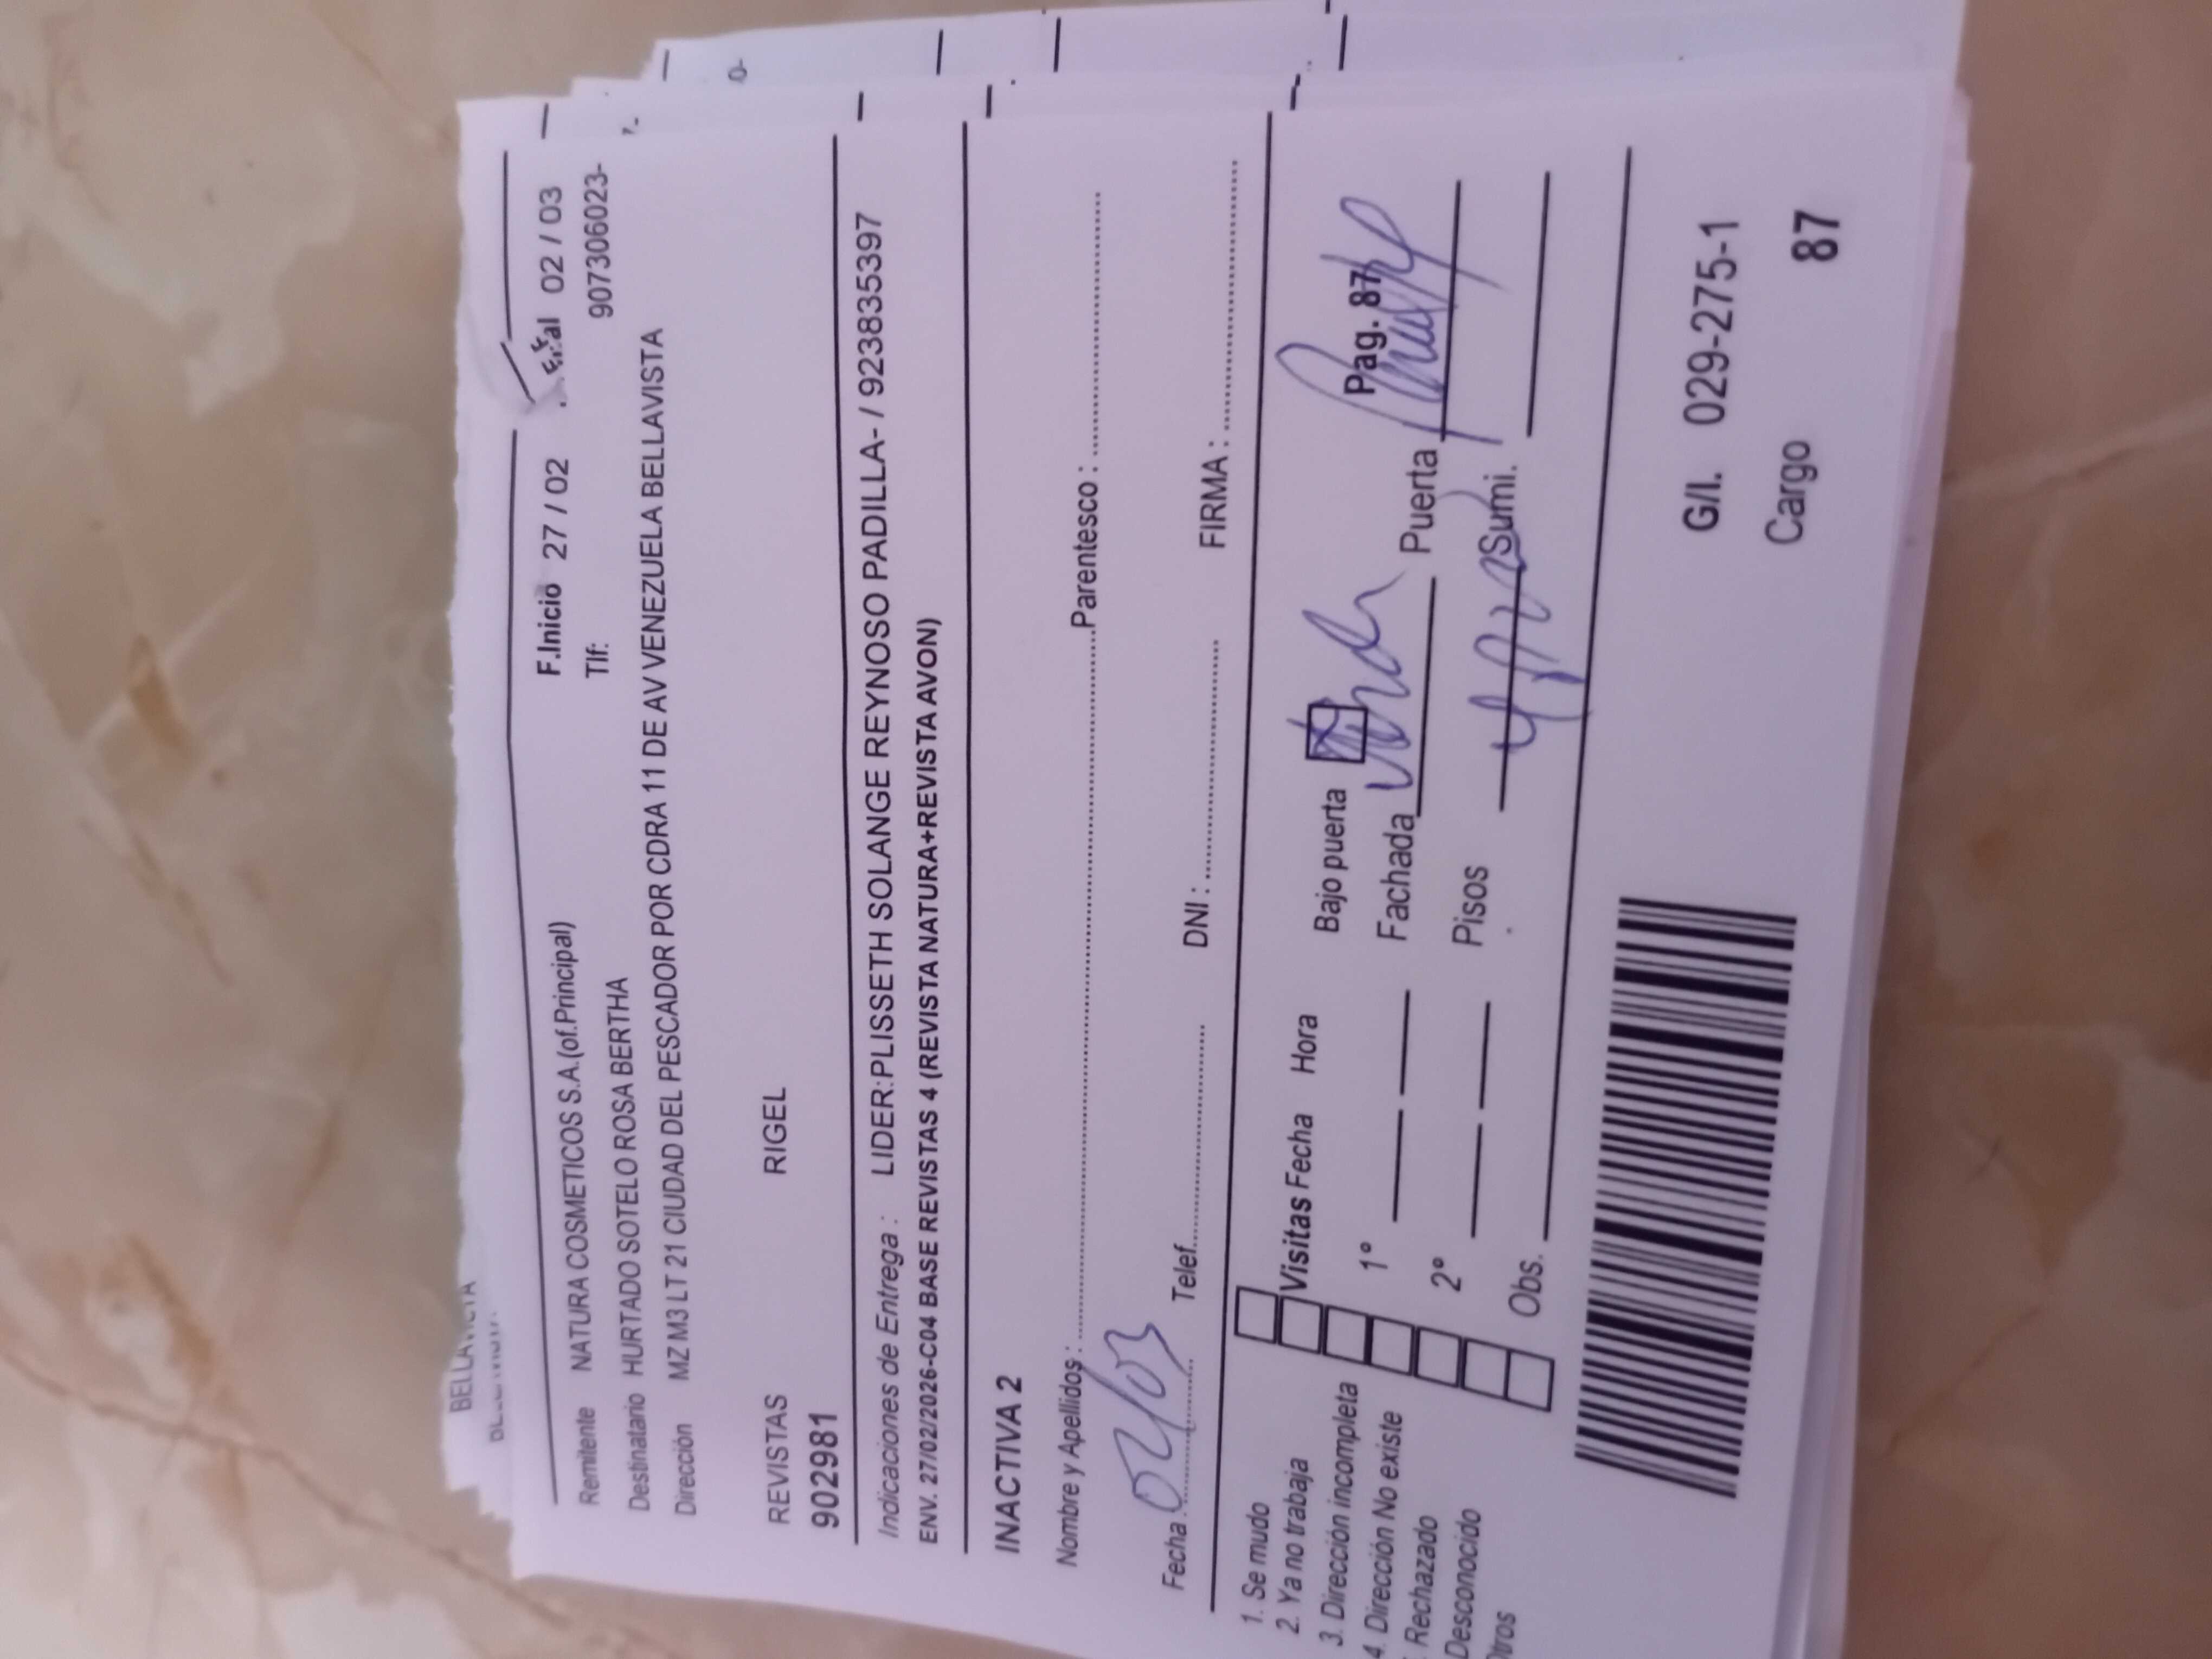 BELLAVISTA
F.Inicio 27 / 02 02 / 03
Remitente NATURA COSMETICOS S.A.(of.Principal) Tlf: 907306023-
Destinatario HURTADO SOTELO ROSA BERTHA
Dirección MZ M3 LT 21 CIUDAD DEL PESCADOR POR CDRA 11 DE AV VENEZUELA BELLAVISTA
REVISTAS RIGEL
902981
Indicaciones de Entrega : LIDER:PLISSETH SOLANGE REYNOSO PADILLA- / 923835397
ENV. 27/02/2026-C04 BASE REVISTAS 4 (REVISTA NATURA+REVISTA AVON)
INACTIVA 2
Nombre y Apellidos : Parentesco :
Fecha : 02/03 Telef. DNI : FIRMA :
1. Se mudo
2. Ya no trabaja
3. Dirección incompleta
4. Dirección No existe
Rechazado
Desconocido
Otros
Visitas Fecha Hora Bajo puerta Pag. 87
1º Fachada Puerta
2º Pisos Sumi.
Obs.
G/I. 029-275-1
Cargo 87